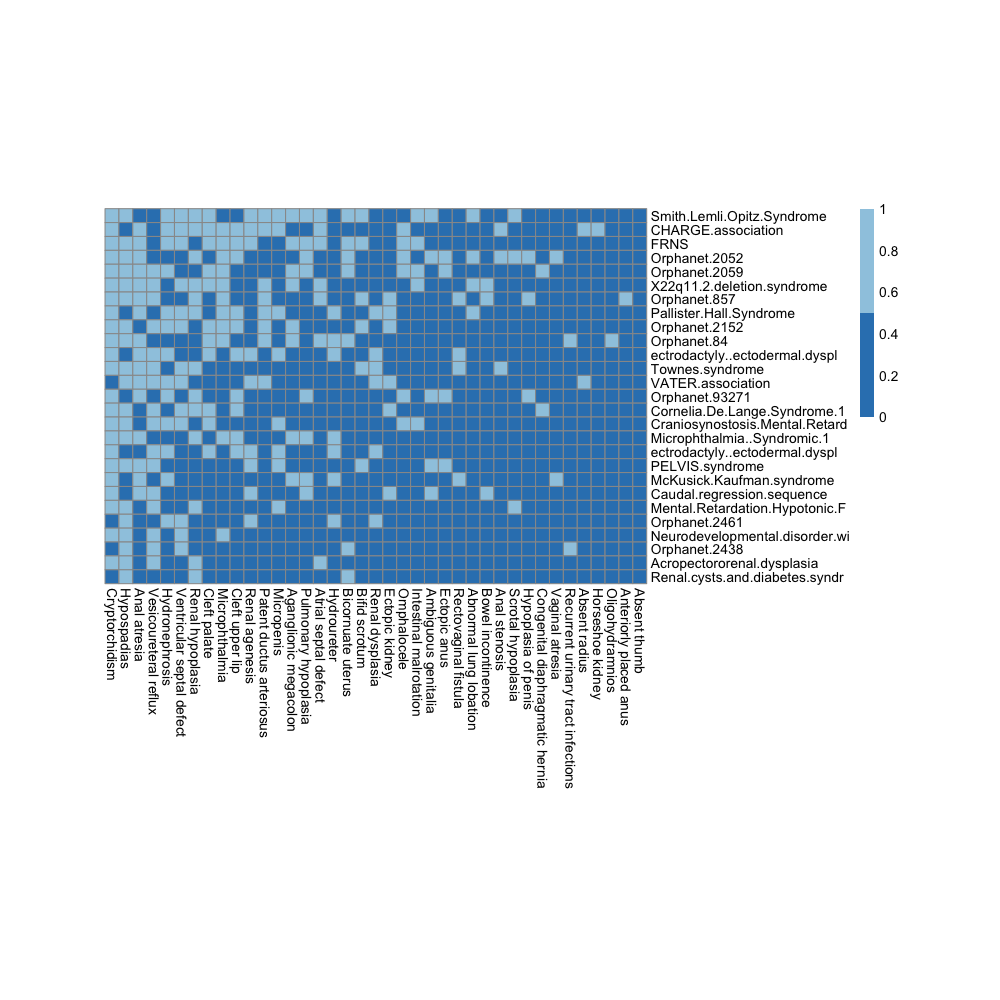 Smith.Lemli.Opitz.Syndrome
CHARGE.association
FRNS
Orphanet.2052
Orphanet.2059
X22q11.2.deletion.syndrome
Orphanet.857
Pallister.Hall.Syndrome
Orphanet.2152
Orphanet.84
ectrodactyly..ectodermal.dyspl
Townes.syndrome
VATER.association
Orphanet.93271
Cornelia.De.Lange.Syndrome.1
Craniosynostosis.Mental.Retard
Microphthalmia..Syndromic.1
ectrodactyly..ectodermal.dyspl
PELVIS.syndrome
McKusick.Kaufman.syndrome
Caudal.regression.sequence
Mental.Retardation.Hypotonic.F
Orphanet.2461
Neurodevelopmental.disorder.wi
Orphanet.2438
Acropectororenal.dysplasia
Renal.cysts.and.diabetes.syndr
1
0.8
0.6
0.4
0.2
0
Cryptorchidism
Hypospadias
Anal atresia
Vesicoureteral reflux
Hydronephrosis
Ventricular septal defect
Renal hypoplasia
Cleft palate
Microphthalmia
Cleft upper lip
Renal agenesis
Patent ductus arteriosus
Micropenis
Aganglionic megacolon
Pulmonary hypoplasia
Atrial septal defect
Hydroureter
Bicornuate uterus
Bifid scrotum
Renal dysplasia
Ectopic kidney
Omphalocele
Intestinal malrotation
Ambiguous genitalia
Ectopic anus
Rectovaginal fistula
Abnormal lung lobation
Bowel incontinence
Anal stenosis
Scrotal hypoplasia
Hypoplasia of penis
Congenital diaphragmatic hernia
Vaginal atresia
Recurrent urinary tract infections
Absent radius
Horseshoe kidney
Oligohydramnios
Anteriorly placed anus
Absent thumb